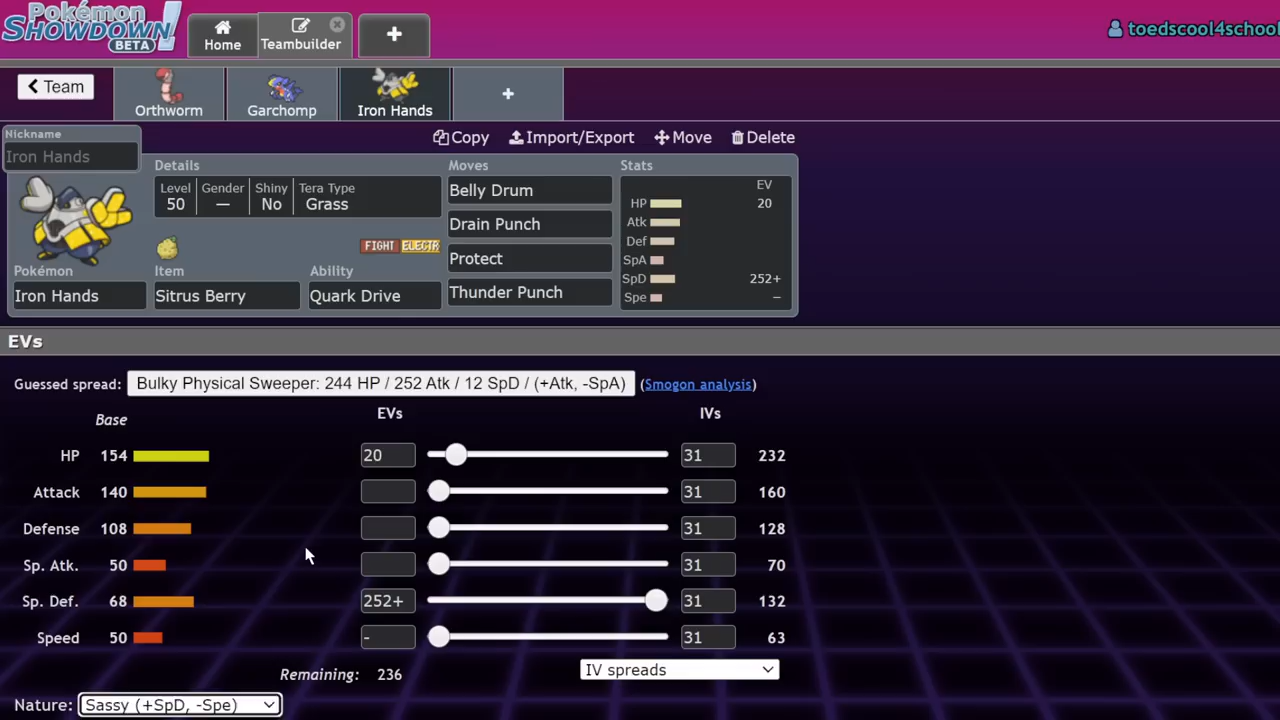 Pokémon
SHOWDOWN!
BETA
Home
Teambuilder
+
toedscool4school
Team
Orthworm
Garchomp
Iron Hands
+
Nickname
Iron Hands
Copy
Import/Export
Move
Delete
Details
Level
Gender
Shiny
Tera Type
50
—
No
Grass
Moves
Belly Drum
Drain Punch
Protect
Thunder Punch
Stats
EV
HP 20
Atk
Def
SpA
SpD 252+
Spe –
FIGHT ELECTR
Pokémon
Iron Hands
Item
Sitrus Berry
Ability
Quark Drive
EVs
Guessed spread: Bulky Physical Sweeper: 244 HP / 252 Atk / 12 SpD / (+Atk, -SpA) (Smogon analysis)
Base EVs IVs
HP 154 20 31 232
Attack 140 31 160
Defense 108 31 128
Sp. Atk. 50 31 70
Sp. Def. 68 252+ 31 132
Speed 50 - 31 63
Remaining: 236
IV spreads
Nature: Sassy (+SpD, -Spe)